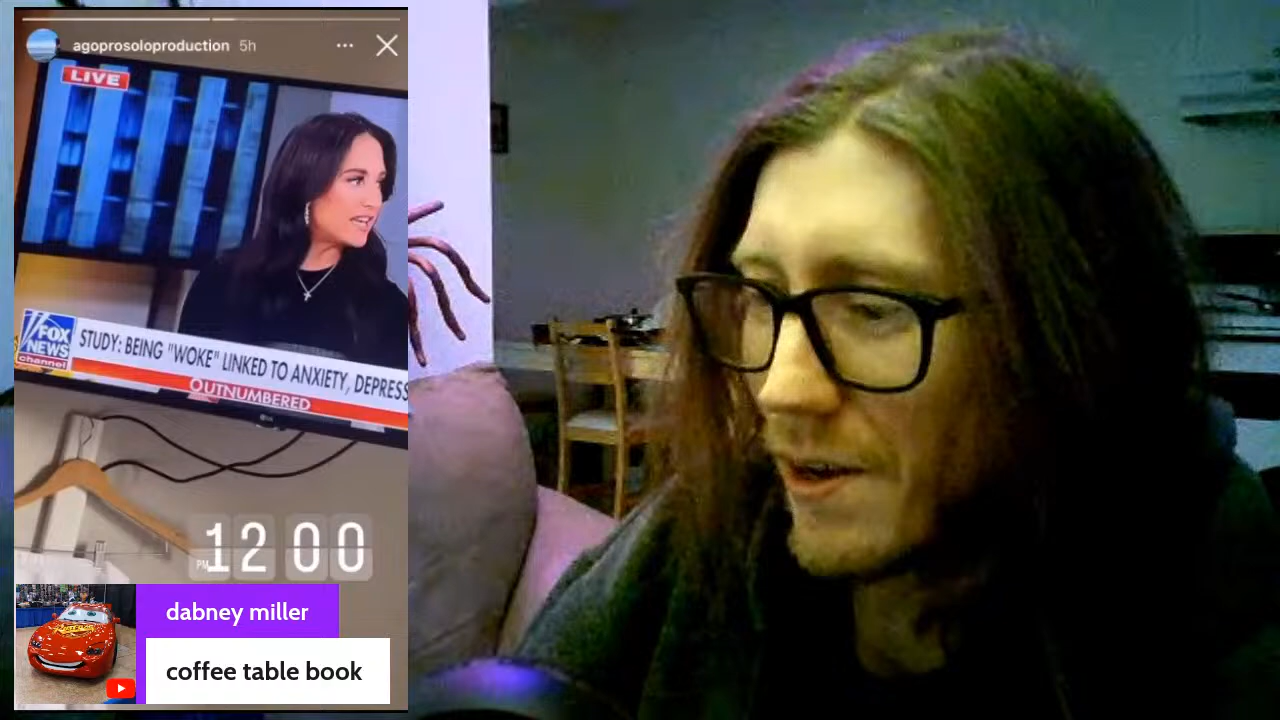 agoprosoloproduction 5h
LIVE
FOX
NEWS
channel
STUDY: BEING "WOKE" LINKED TO ANXIETY, DEPRESS
OUTNUMBERED
LG
PM 12 00
dabney miller
coffee table book